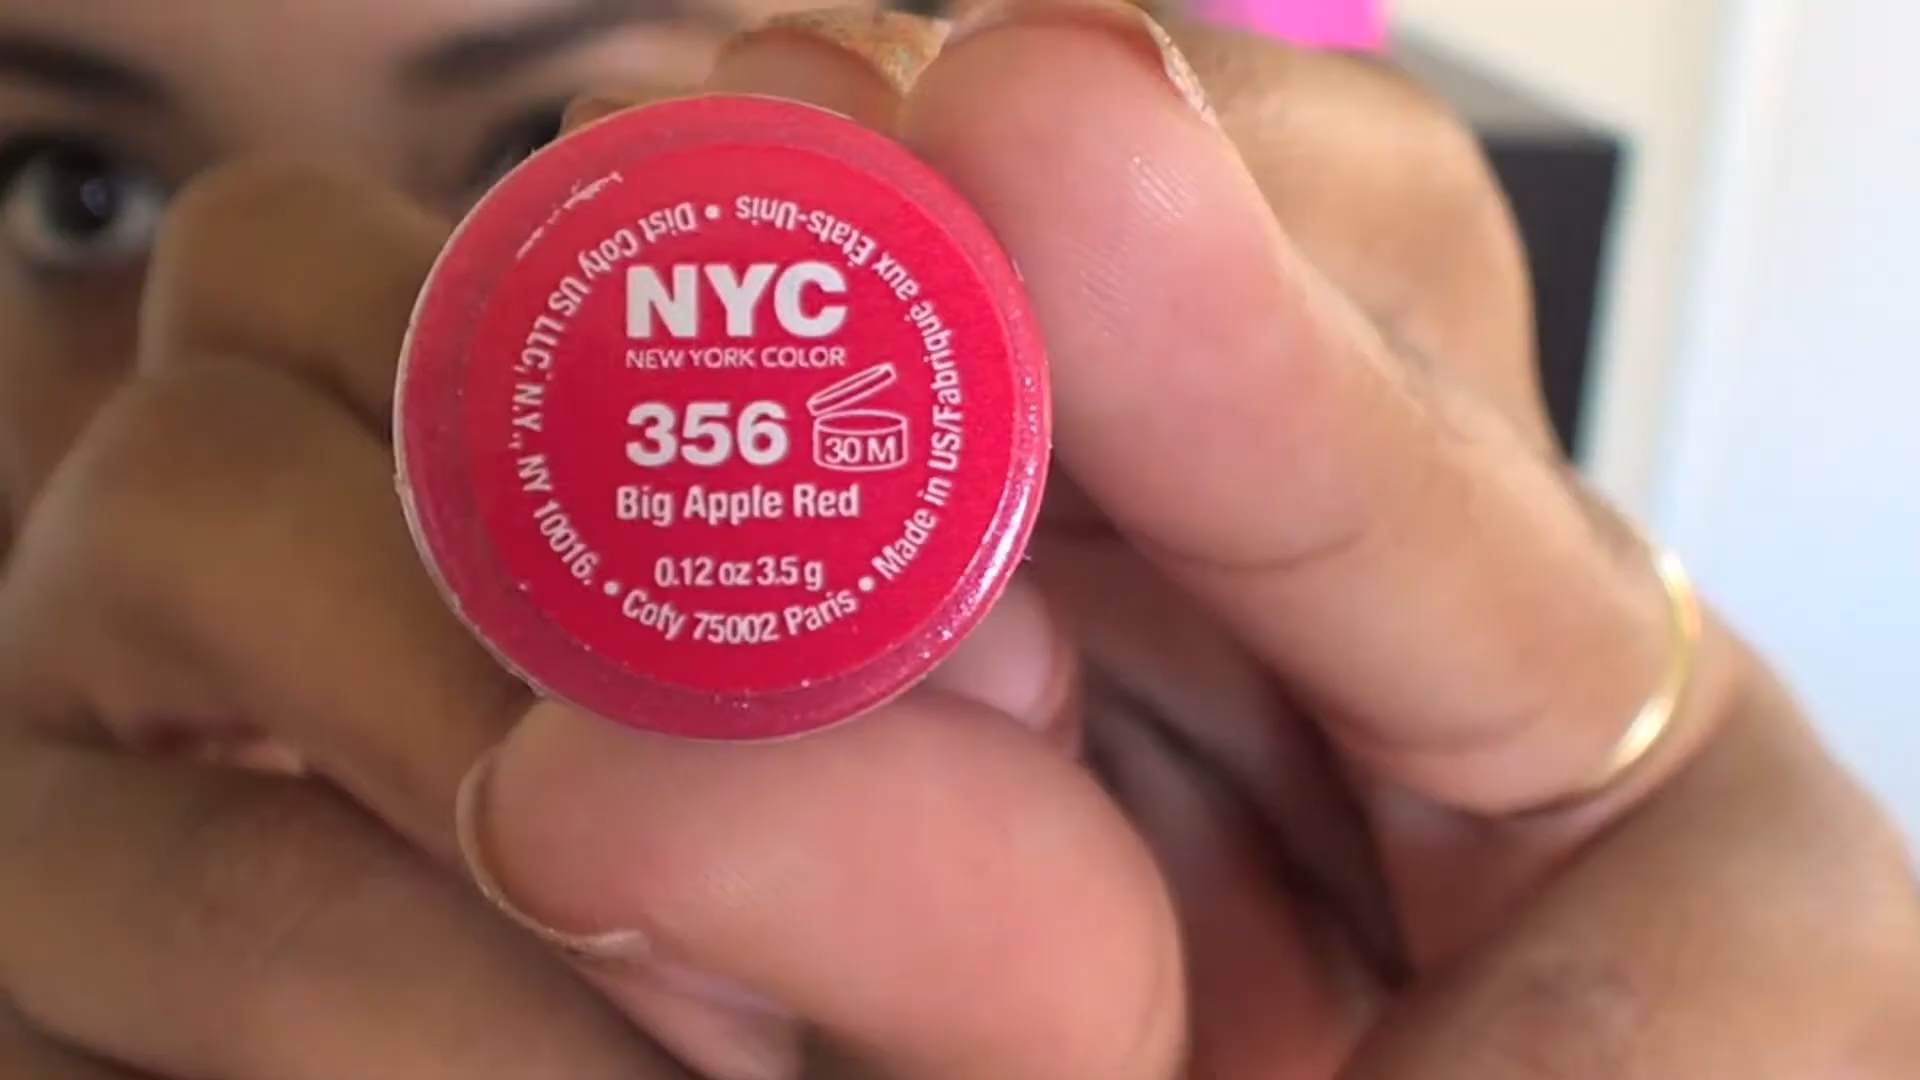 NYC
NEW YORK COLOR
356
30 M
Big Apple Red
0.12 oz 3.5 g
Dist Coty US LLC, N.Y., NY 10016. • Coty 75002 Paris • Made in US/Fabriqué aux États-Unis •